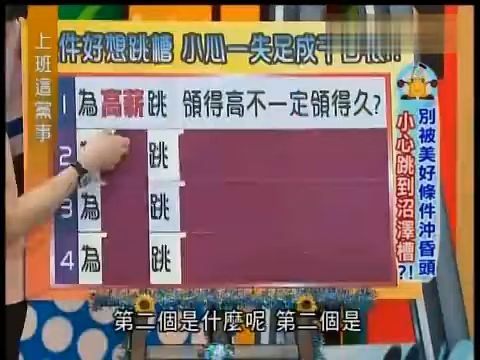 上班這黨事
件好想跳槽 小心一失足成千
1 為高薪跳 領得高不一定領得久?
2 跳
3 為 跳
4 為 跳
別被美好條件沖昏頭
小心跳到沼澤槽?!
第二個是什麼呢 第二個是